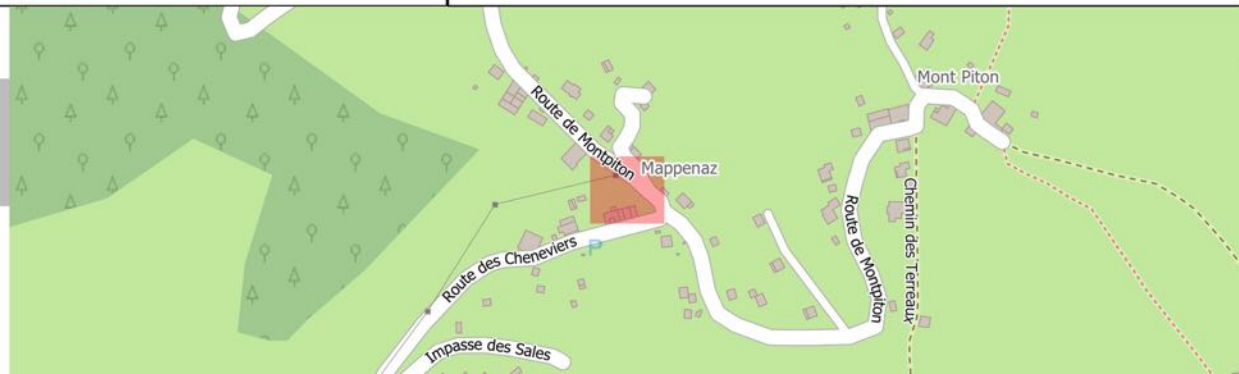 Mont Piton
Route de Montpiton
Mappenaz
Chemin des Terreaux
Route de Montpiton
Route des Cheneviers
P
Impasse des Sales